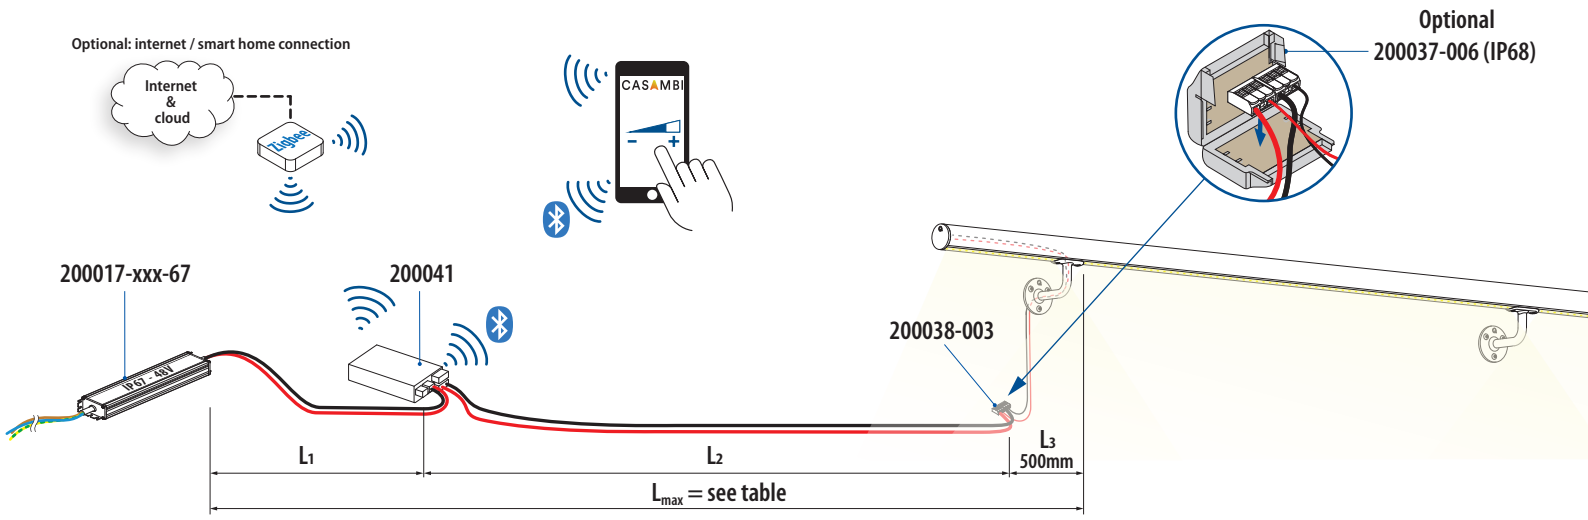 Optional: internet / smart home connection
Internet
&
cloud
Zigbee
CASAMBI
- +
Optional
200037-006 (IP68)
200017-xxx-67
200041
200038-003
IP67 - 48V
L1
L2
L3
500mm
Lmax = see table